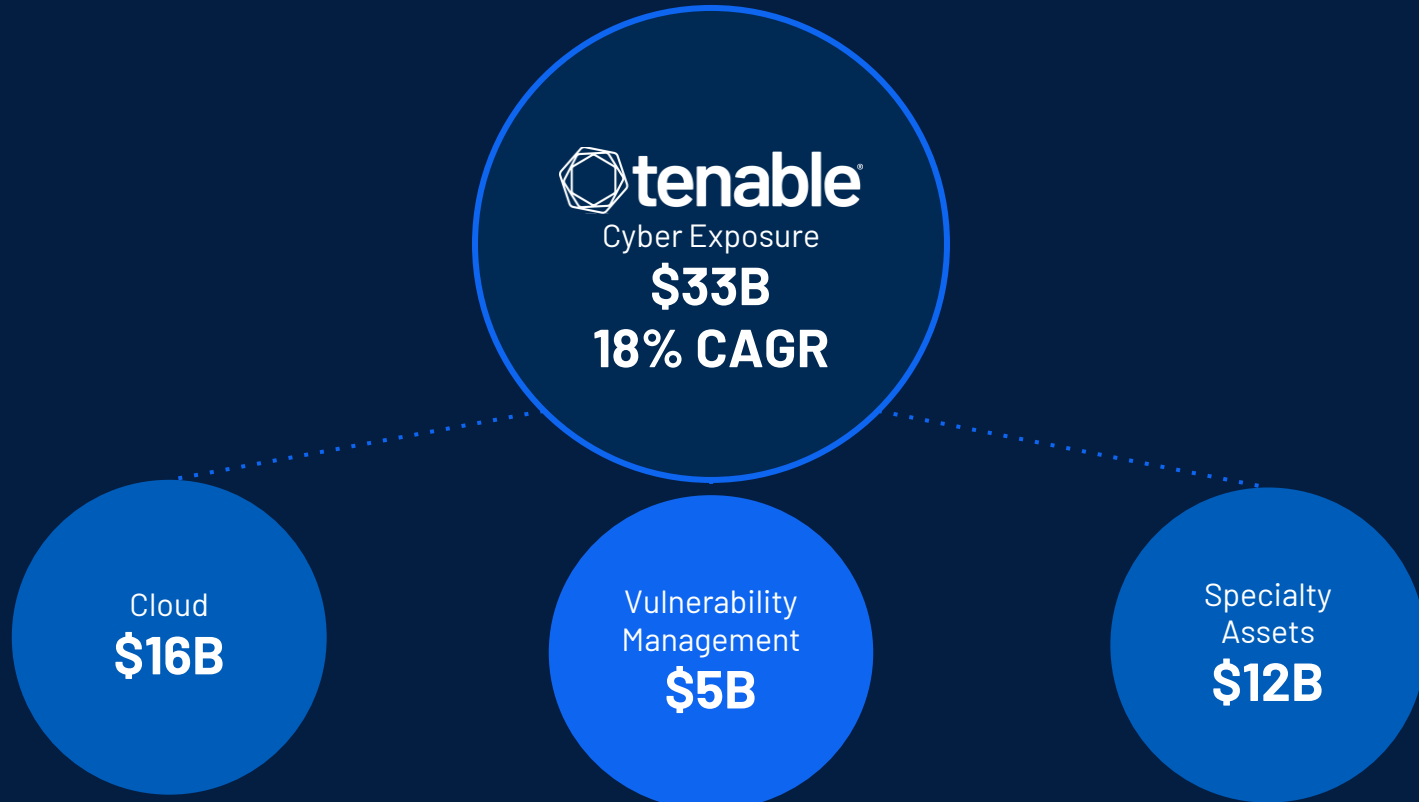 tenable®
Cyber Exposure
$33B
18% CAGR
Cloud
$16B
Vulnerability
Management
$5B
Specialty
Assets
$12B